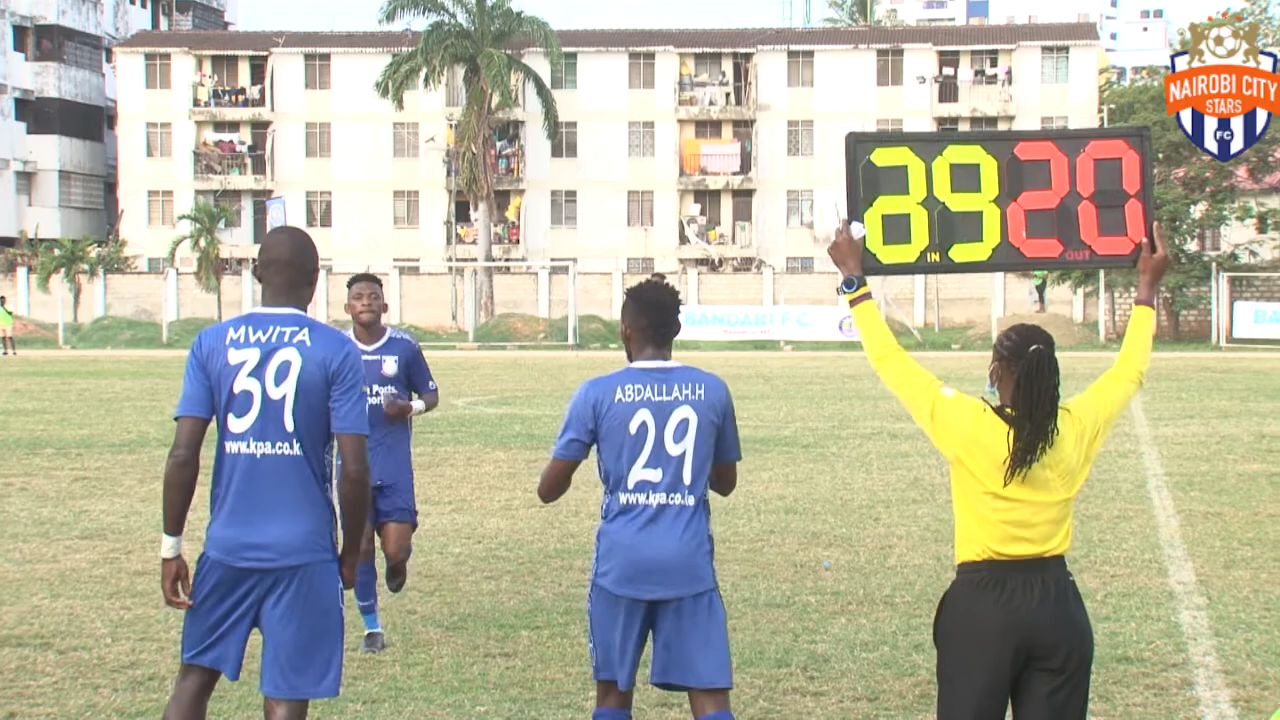 NAIROBI CITY
STARS
FC
29 20
IN OUT
MWITA
39
www.kpa.co.k
ABDALLAH.H
29
www.kpa.co.ke
Ports,
BANDARI F.C.